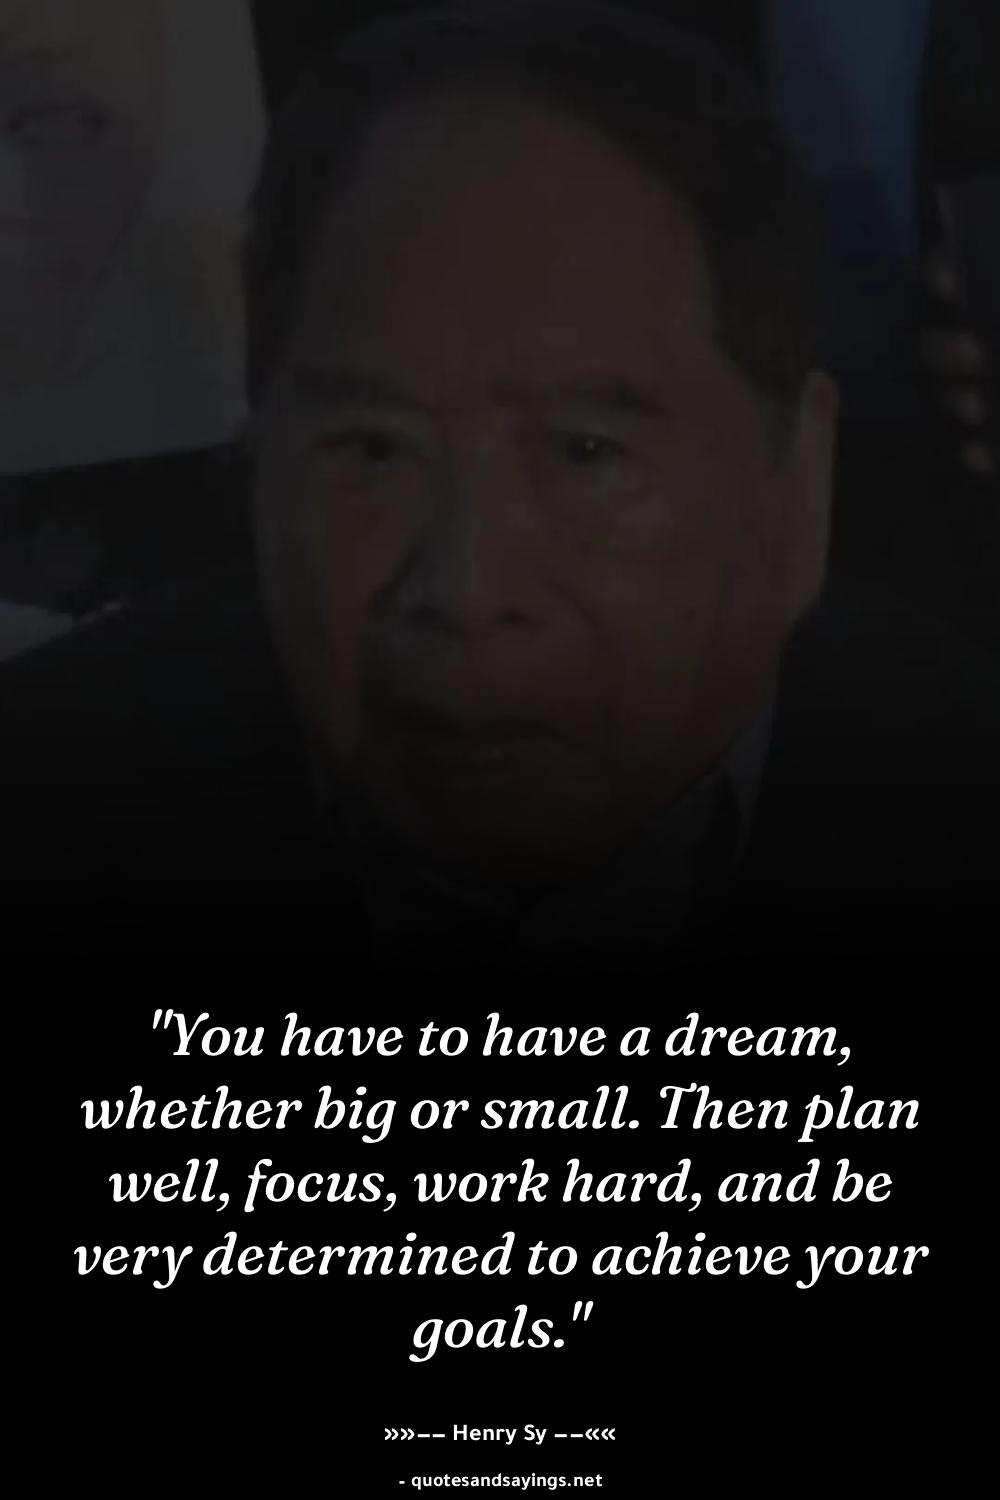 "You have to have a dream,
whether big or small. Then plan
well, focus, work hard, and be
very determined to achieve your
goals."
»»–– Henry Sy ––««
- quotesandsayings.net